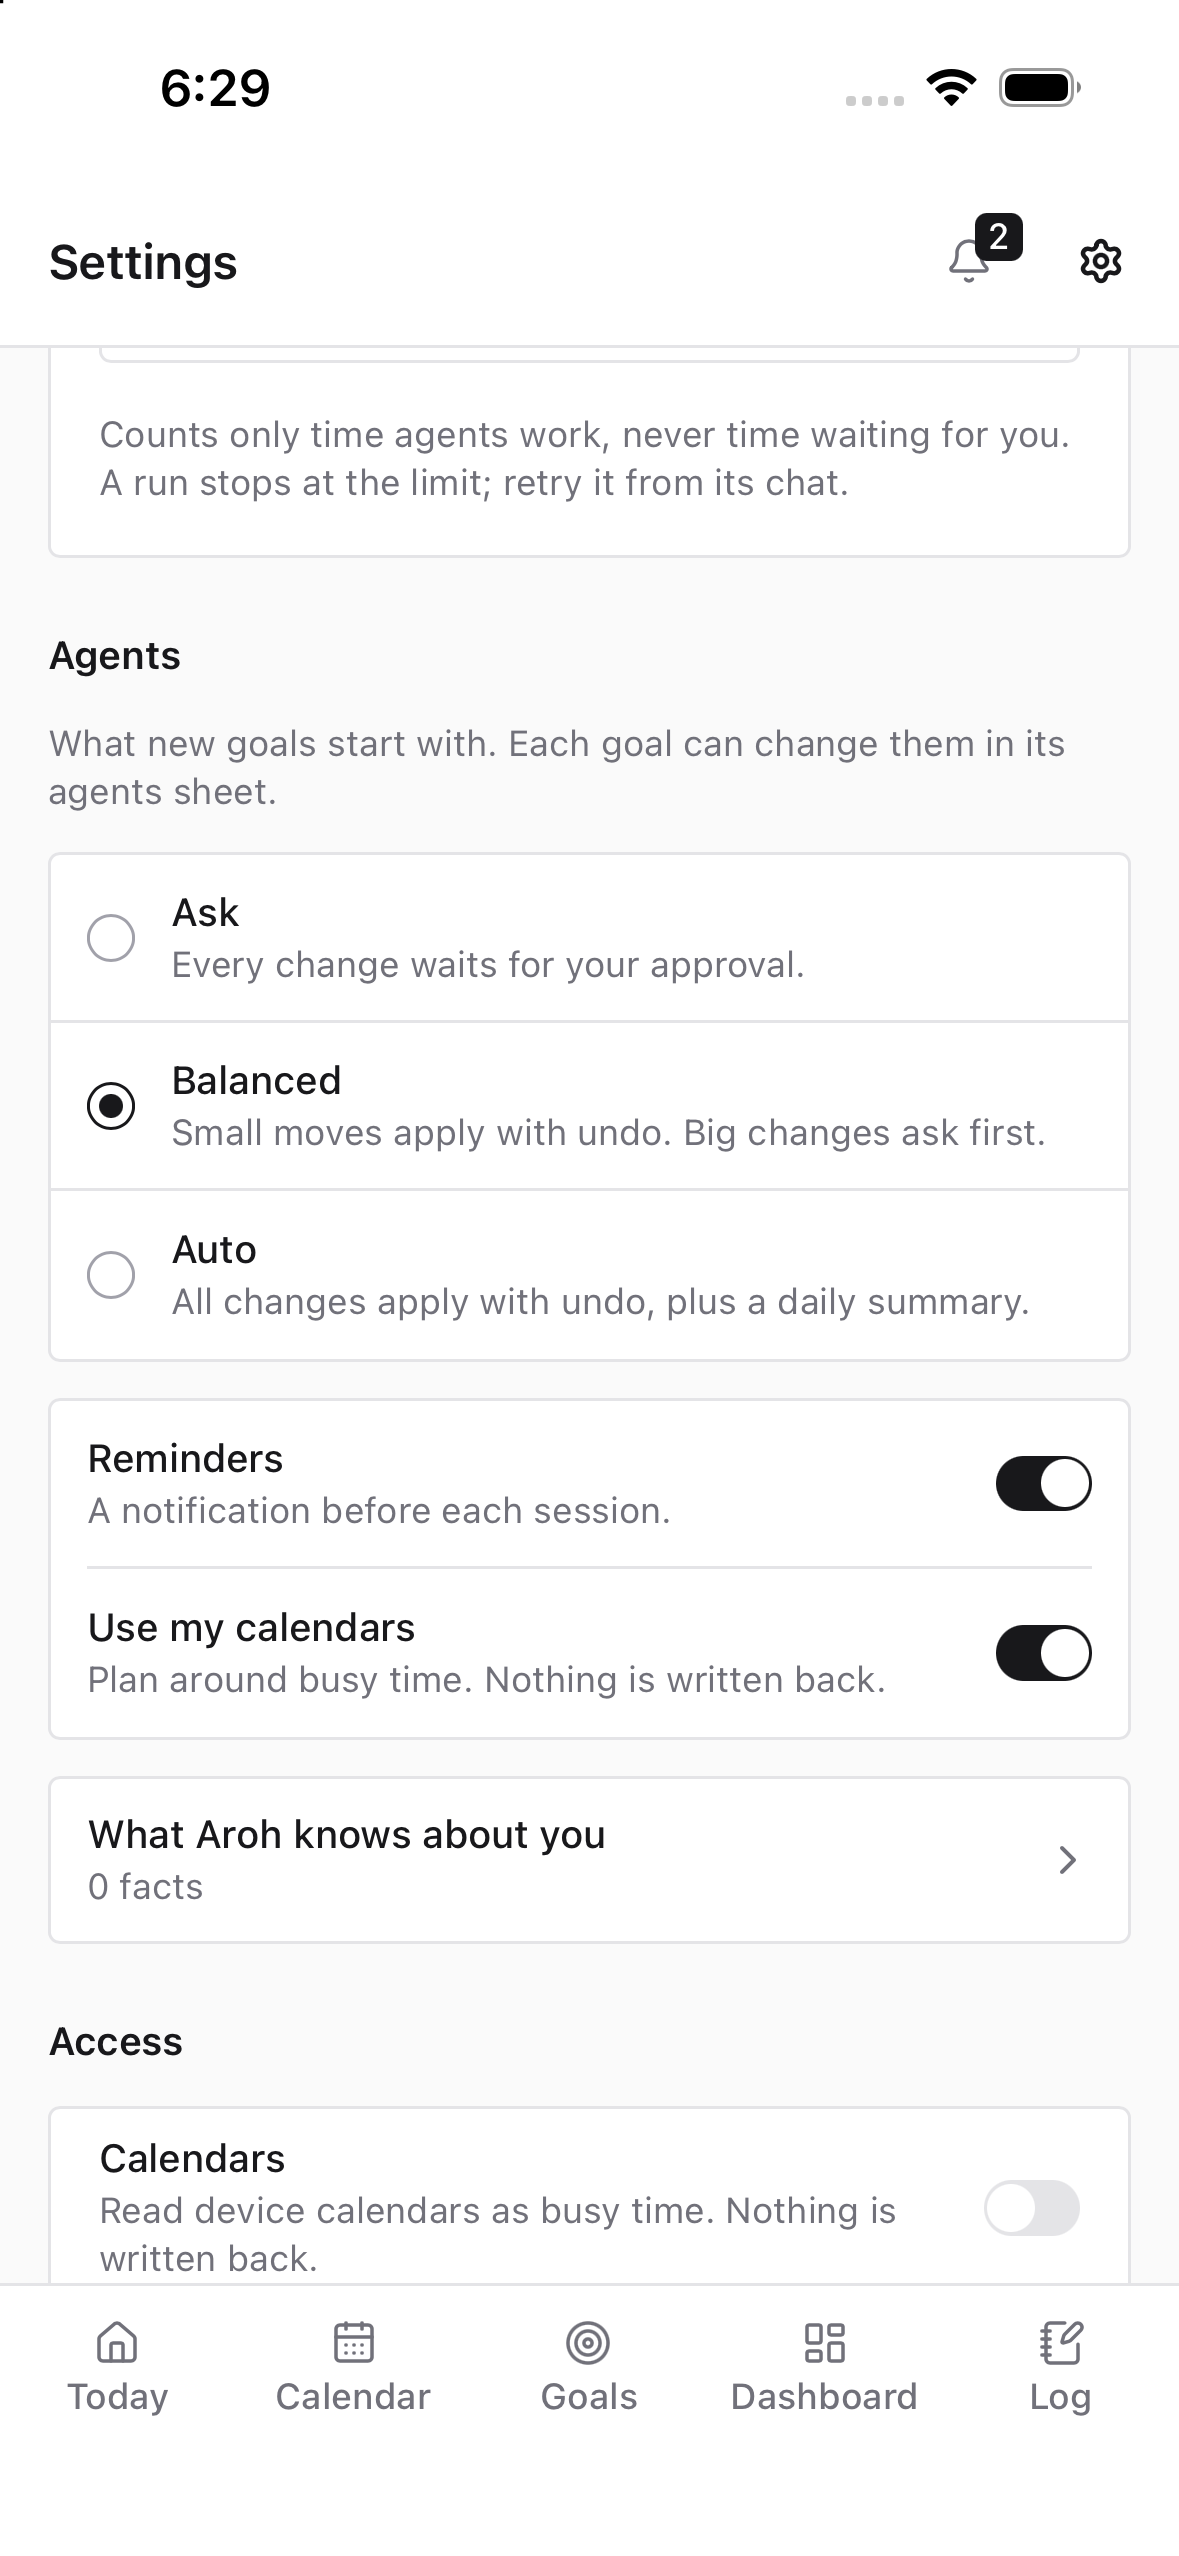 6:29
Settings
2
Counts only time agents work, never time waiting for you.
A run stops at the limit; retry it from its chat.
Agents
What new goals start with. Each goal can change them in its
agents sheet.
Ask
Every change waits for your approval.
Balanced
Small moves apply with undo. Big changes ask first.
Auto
All changes apply with undo, plus a daily summary.
Reminders
A notification before each session.
Use my calendars
Plan around busy time. Nothing is written back.
What Aroh knows about you
0 facts
Access
Calendars
Read device calendars as busy time. Nothing is
written back.
Today
Calendar
Goals
Dashboard
Log